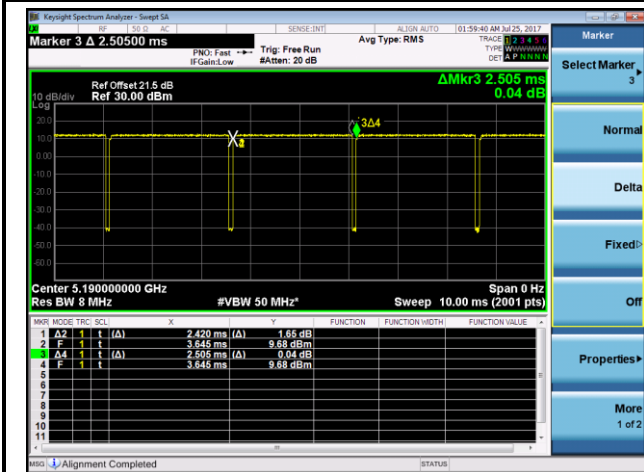 Keysight Spectrum Analyzer - Swept SA
RF 50 Ω AC SENSE:INT ALIGN AUTO 01:59:40 AM Jul 25, 2017
Marker 3 Δ 2.50500 ms
PNO: Fast
IFGain:Low
Trig: Free Run
#Atten: 20 dB
Avg Type: RMS
TRACE 1 2 3 4 5 6
TYPE WWWWWW
DET A P N N N N
Ref Offset 21.5 dB
10 dB/div Ref 30.00 dBm
ΔMkr3 2.505 ms
0.04 dB
Log
20.0
10.0
0.00
-10.0
-20.0
-30.0
-40.0
-50.0
-60.0
3Δ4
Center 5.190000000 GHz Span 0 Hz
Res BW 8 MHz #VBW 50 MHz* Sweep 10.00 ms (2001 pts)
MKR MODE TRC SCL X Y FUNCTION FUNCTION WIDTH FUNCTION VALUE
1 Δ2 1 t (Δ) 2.420 ms (Δ) 1.65 dB
2 F 1 t 3.645 ms 9.68 dBm
3 Δ4 1 t (Δ) 2.505 ms (Δ) 0.04 dB
4 F 1 t 3.645 ms 9.68 dBm
5
6
7
8
9
10
11
MSG Alignment Completed STATUS
Marker
Select Marker
3
Normal
Delta
Fixed
Off
Properties
More
1 of 2